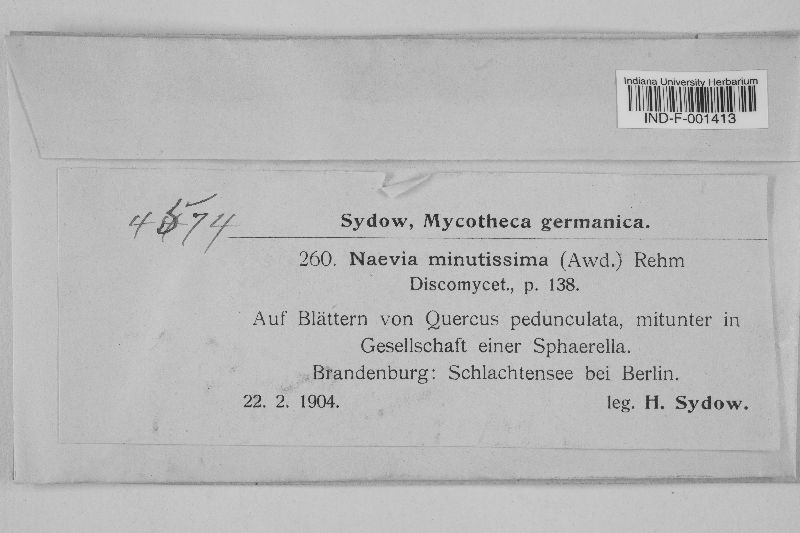 Indiana University Herbarium
IND-F-001413
Sydow, Mycotheca germanica.
260. Naevia minutissima (Awd.) Rehm
Discomycet., p. 138.
Auf Blättern von Quercus pedunculata, mitunter in
Gesellschaft einer Sphaerella.
Brandenburg: Schlachtensee bei Berlin.
22. 2. 1904. leg. H. Sydow.